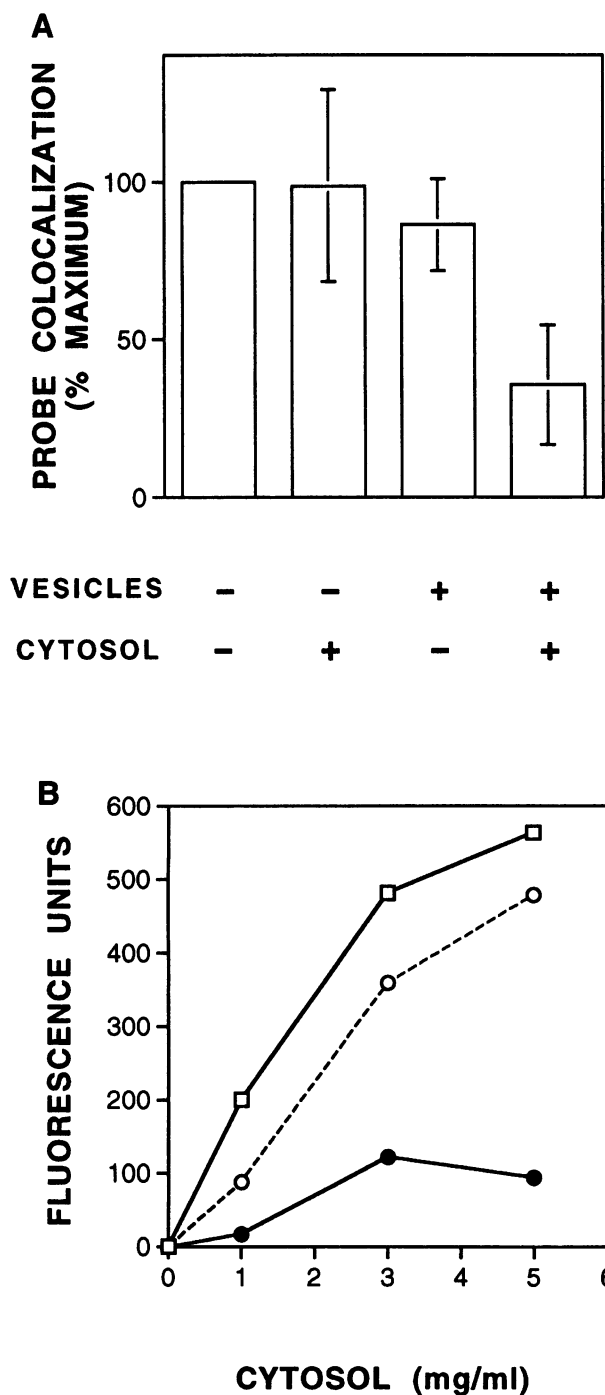 A
PROBE COLOCALIZATION
(% MAXIMUM)
100
50
0
VESICLES - - + +
CYTOSOL - + - +
B
FLUORESCENCE UNITS
600
500
400
300
200
100
0
0 1 2 3 4 5 6
CYTOSOL (mg/ml)